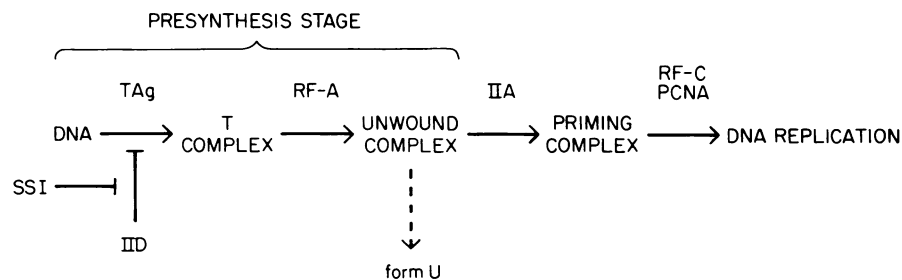 PRESYNTHESIS STAGE
TAg
RF-A
IIA
RF-C
PCNA
DNA
T
COMPLEX
UNWOUND
COMPLEX
PRIMING
COMPLEX
DNA REPLICATION
SSI
IID
form U